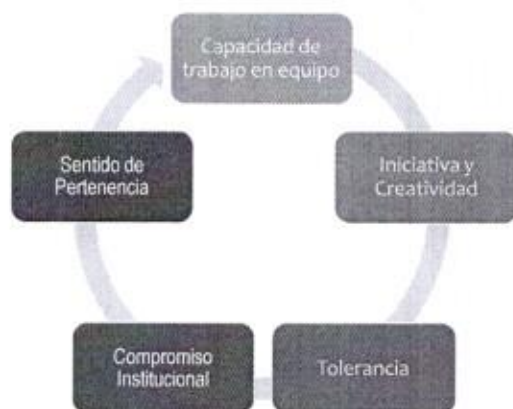 Capacidad de
trabajo en equipo
Iniciativa y
Creatividad
Tolerancia
Compromiso
Institucional
Sentido de
Pertenencia